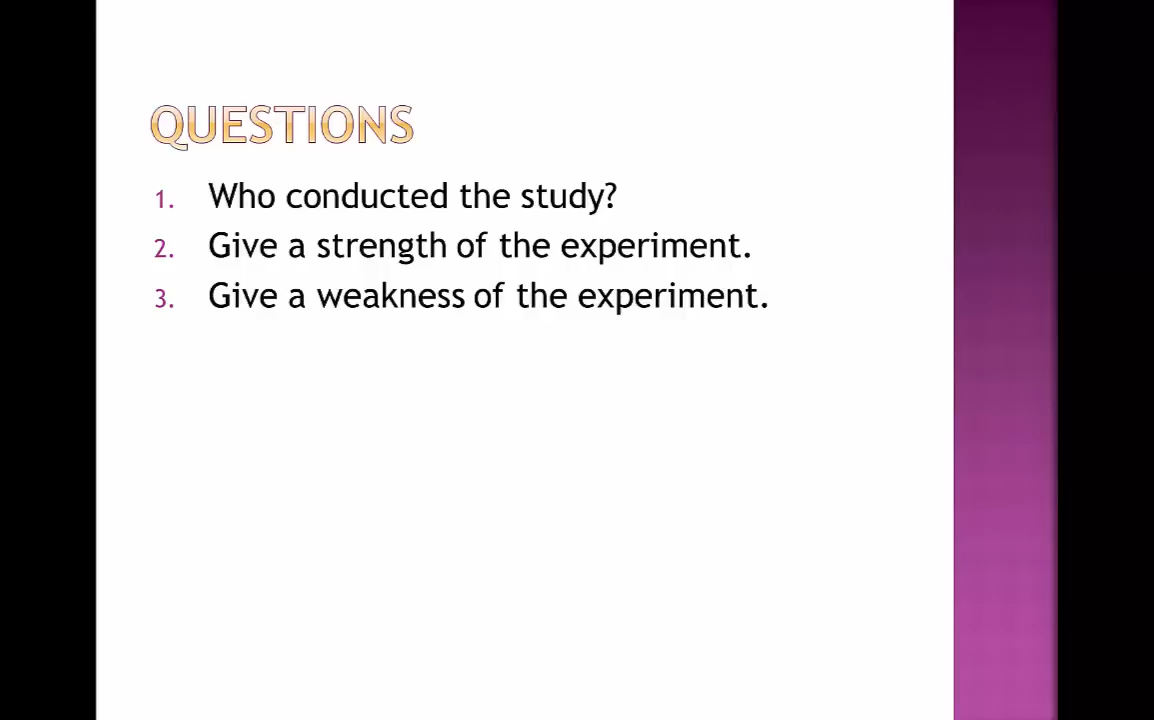 QUESTIONS
1. Who conducted the study?
2. Give a strength of the experiment.
3. Give a weakness of the experiment.